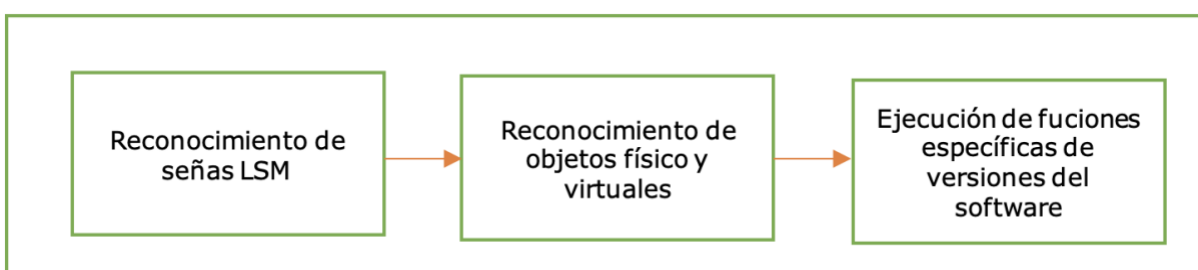 Reconocimiento de
señas LSM
Reconocimiento de
objetos físico y
virtuales
Ejecución de fuciones
específicas de
versiones del
software